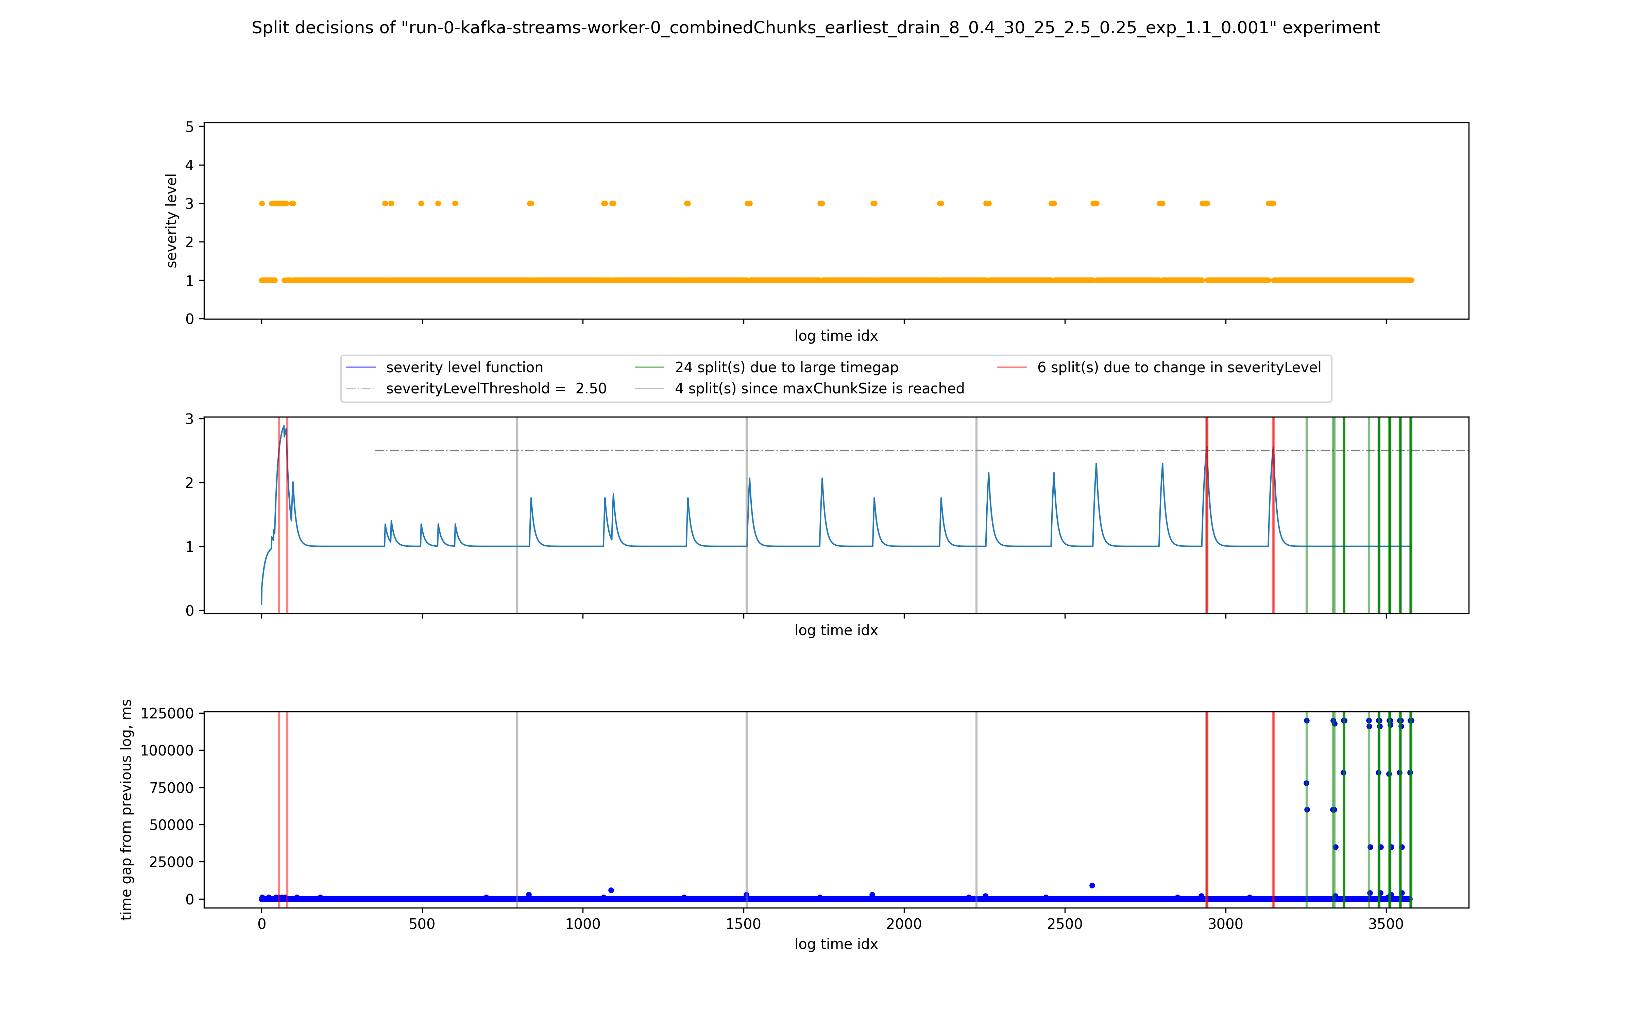 Split decisions of "run-0-kafka-streams-worker-0_combinedChunks_earliest_drain_8_0.4_30_25_2.5_0.25_exp_1.1_0.001" experiment
severity level
5
4
3
2
1
0
log time idx
severity level function
severityLevelThreshold = 2.50
24 split(s) due to large timegap
4 split(s) since maxChunkSize is reached
6 split(s) due to change in severityLevel
3
2
1
0
log time idx
time gap from previous log, ms
125000
100000
75000
50000
25000
0
0 500 1000 1500 2000 2500 3000 3500
log time idx